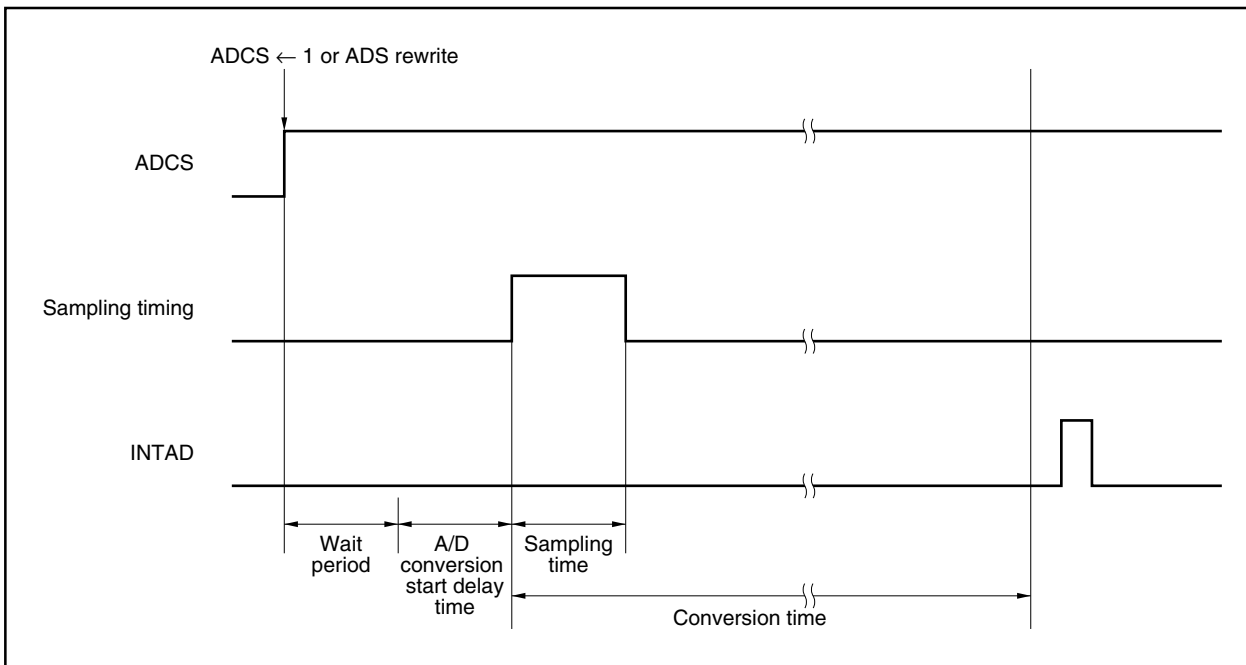 ADCS ← 1 or ADS rewrite
ADCS
Sampling timing
INTAD
Wait
period
A/D
conversion
start delay
time
Sampling
time
Conversion time